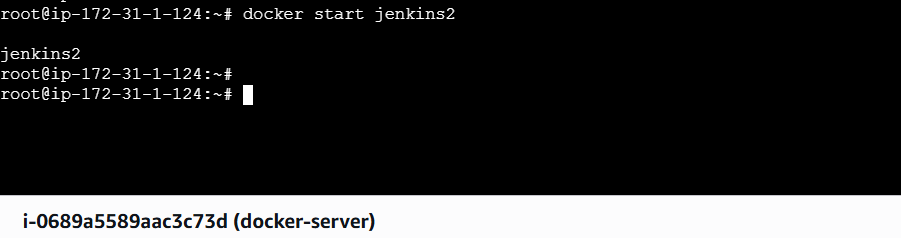 root@ip-172-31-1-124:~# docker start jenkins2
jenkins2
root@ip-172-31-1-124:~#
root@ip-172-31-1-124:~#
i-0689a5589aac3c73d (docker-server)